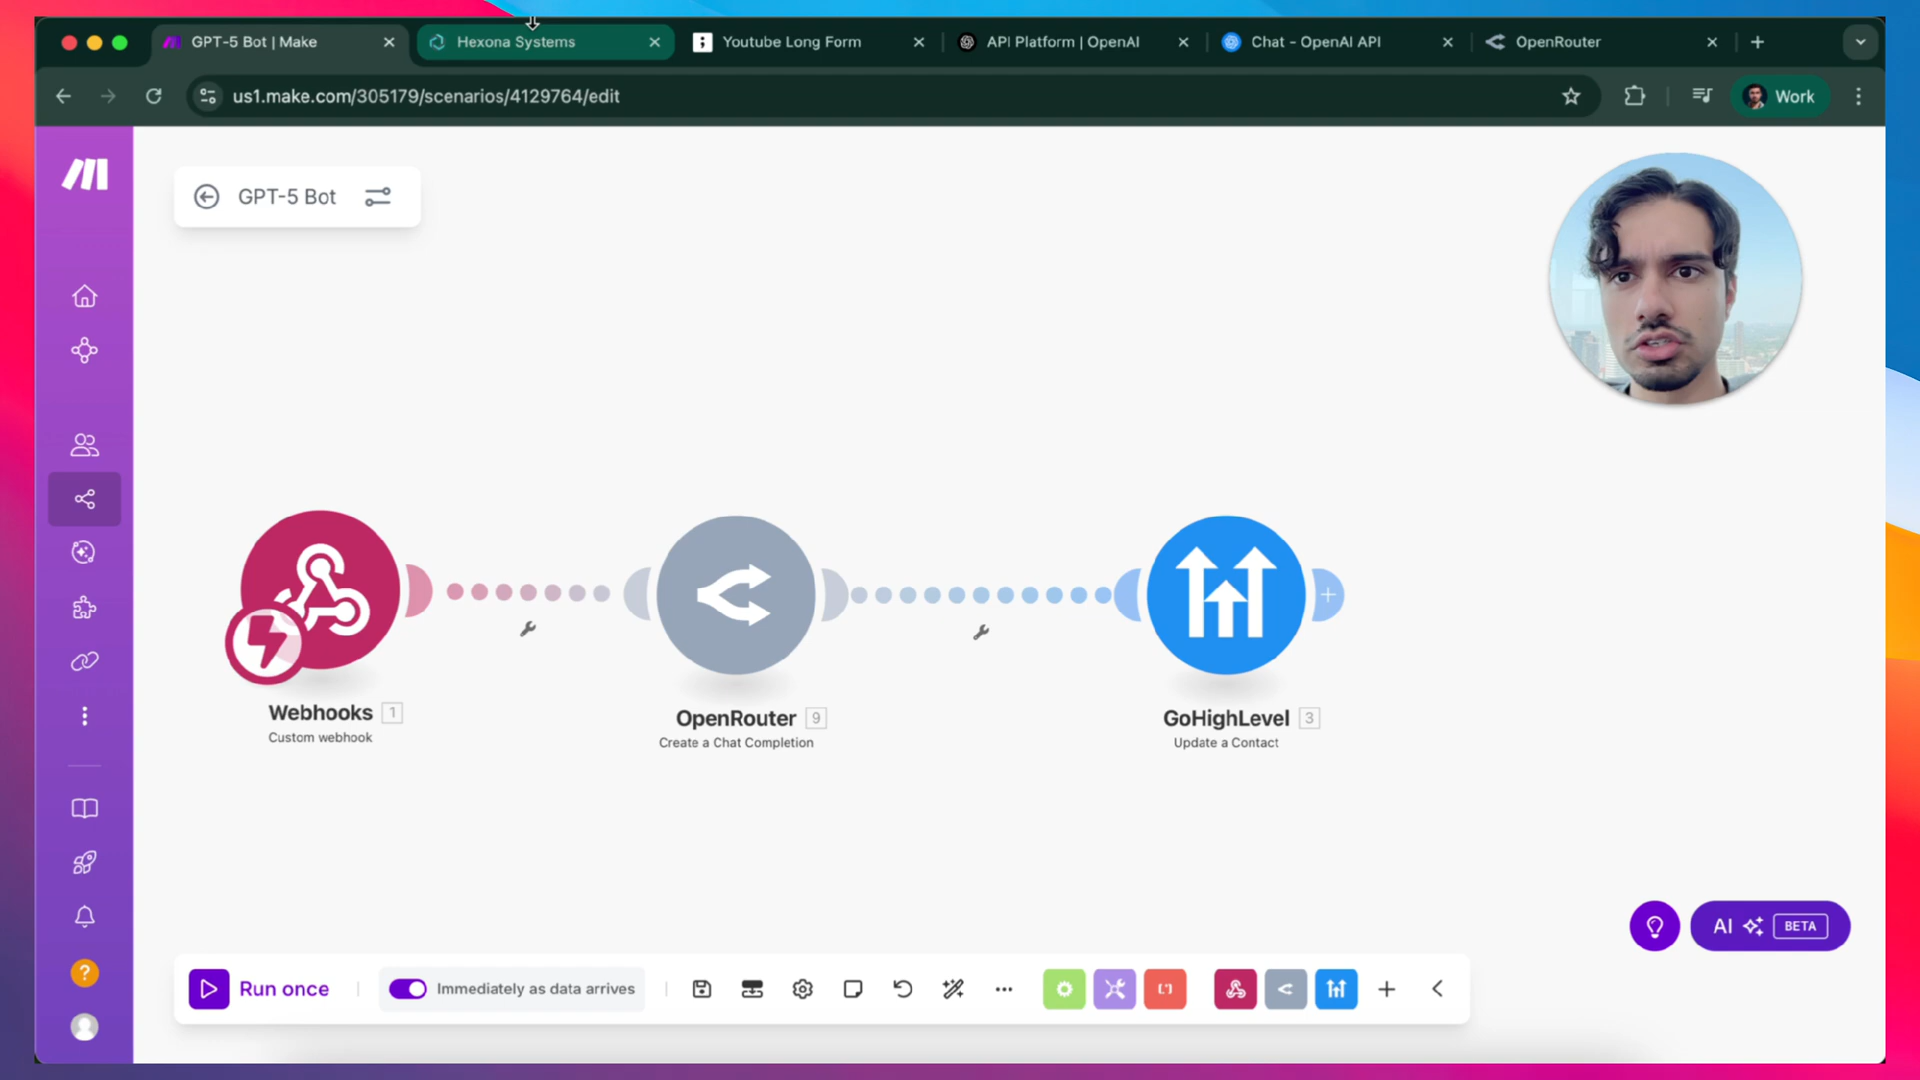 GPT-5 Bot | Make
Hexona Systems
Youtube Long Form
API Platform | OpenAI
Chat - OpenAI API
OpenRouter
us1.make.com/305179/scenarios/4129764/edit
Work
GPT-5 Bot
Webhooks 1
Custom webhook
OpenRouter 9
Create a Chat Completion
GoHighLevel 3
Update a Contact
?
AI BETA
Run once
Immediately as data arrives